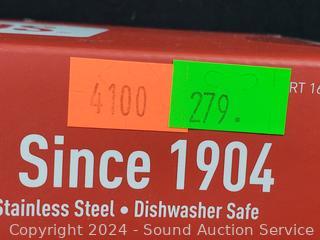 RT 16
4100
279.
Since 1904
Stainless Steel • Dishwasher Safe
Copyright 2024 - Sound Auction Service